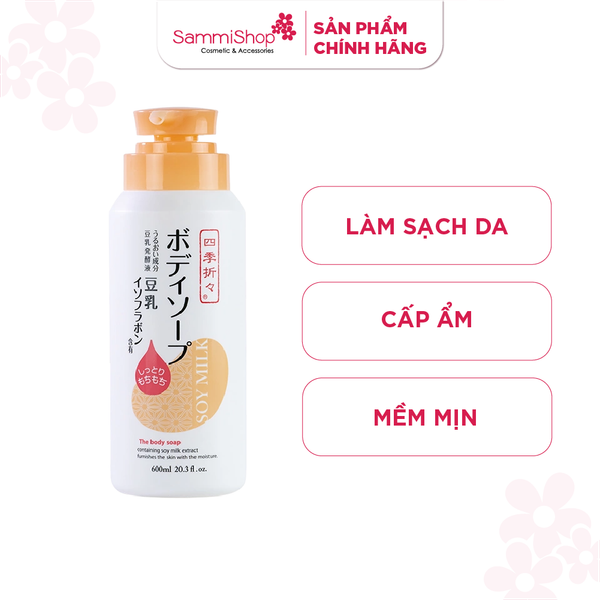 SammiShop
Cosmetic & Accessories
SẢN PHẨM
CHÍNH HÃNG
四季折々®
ボディソープ
うるおい成分
豆乳発酵液
豆乳
イソフラボン
含有
しっとり
もちもち
SOY MILK
The body soap
containing soy milk extract
furnishes the skin with the moisture.
600ml 20.3 fl.oz.
LÀM SẠCH DA
CẤP ẨM
MỀM MỊN